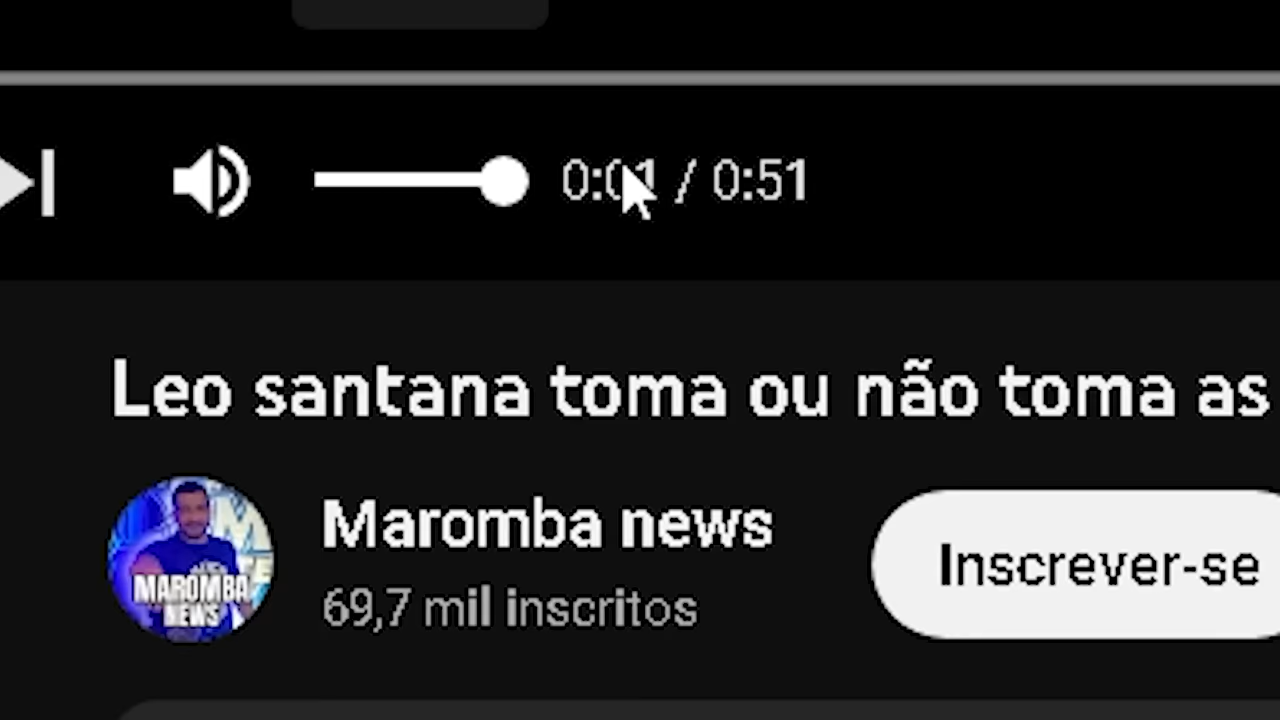 0:01 / 0:51
Leo santana toma ou não toma as
Maromba news
69,7 mil inscritos
Inscrever-se
MAROMBA
NEWS